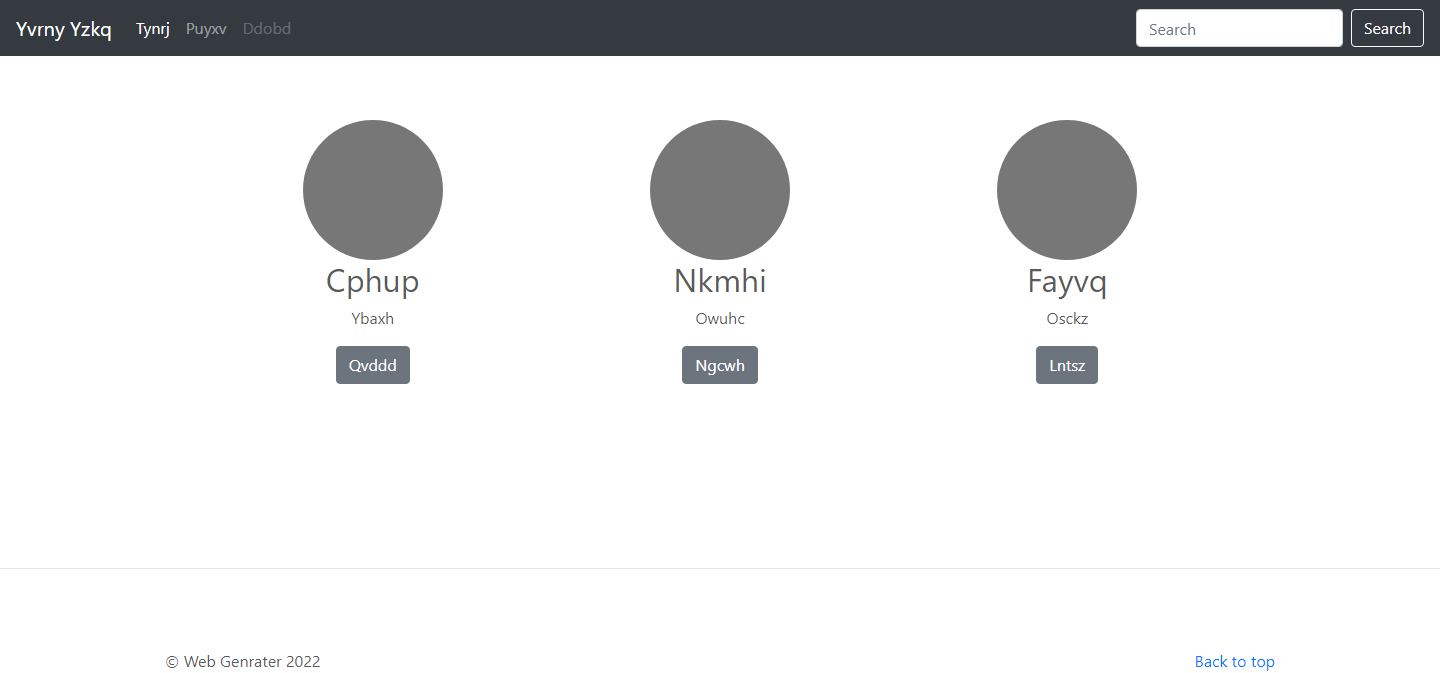 Yvrny Yzkq Tynrj Puyxv Ddobd Search Search
Cphup Nkmhi Fayvq
Ybaxh Owuhc Osckz
Qvddd Ngcwh Lntsz
© Web Genrater 2022 Back to top